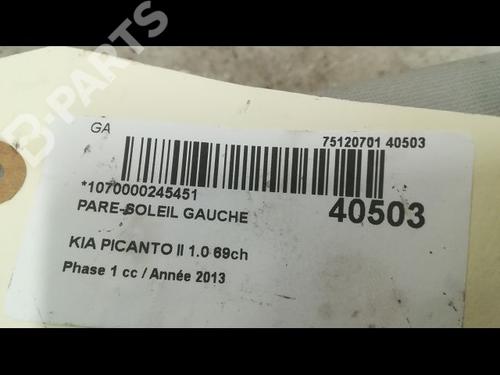 B-PARTS
GA
75120701 40503
*1070000245451
PARE-SOLEIL GAUCHE
40503
KIA PICANTO II 1.0 69ch
Phase 1 cc / Année 2013